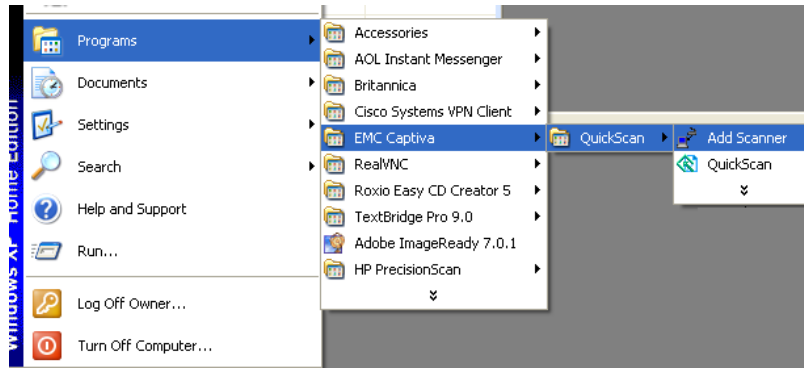 Windows XP Home Edition
Programs
Documents
Settings
Search
Help and Support
Run...
Log Off Owner...
Turn Off Computer...
Accessories
AOL Instant Messenger
Britannica
Cisco Systems VPN Client
EMC Captiva
RealVNC
Roxio Easy CD Creator 5
TextBridge Pro 9.0
Adobe ImageReady 7.0.1
HP PrecisionScan
QuickScan
Add Scanner
QuickScan